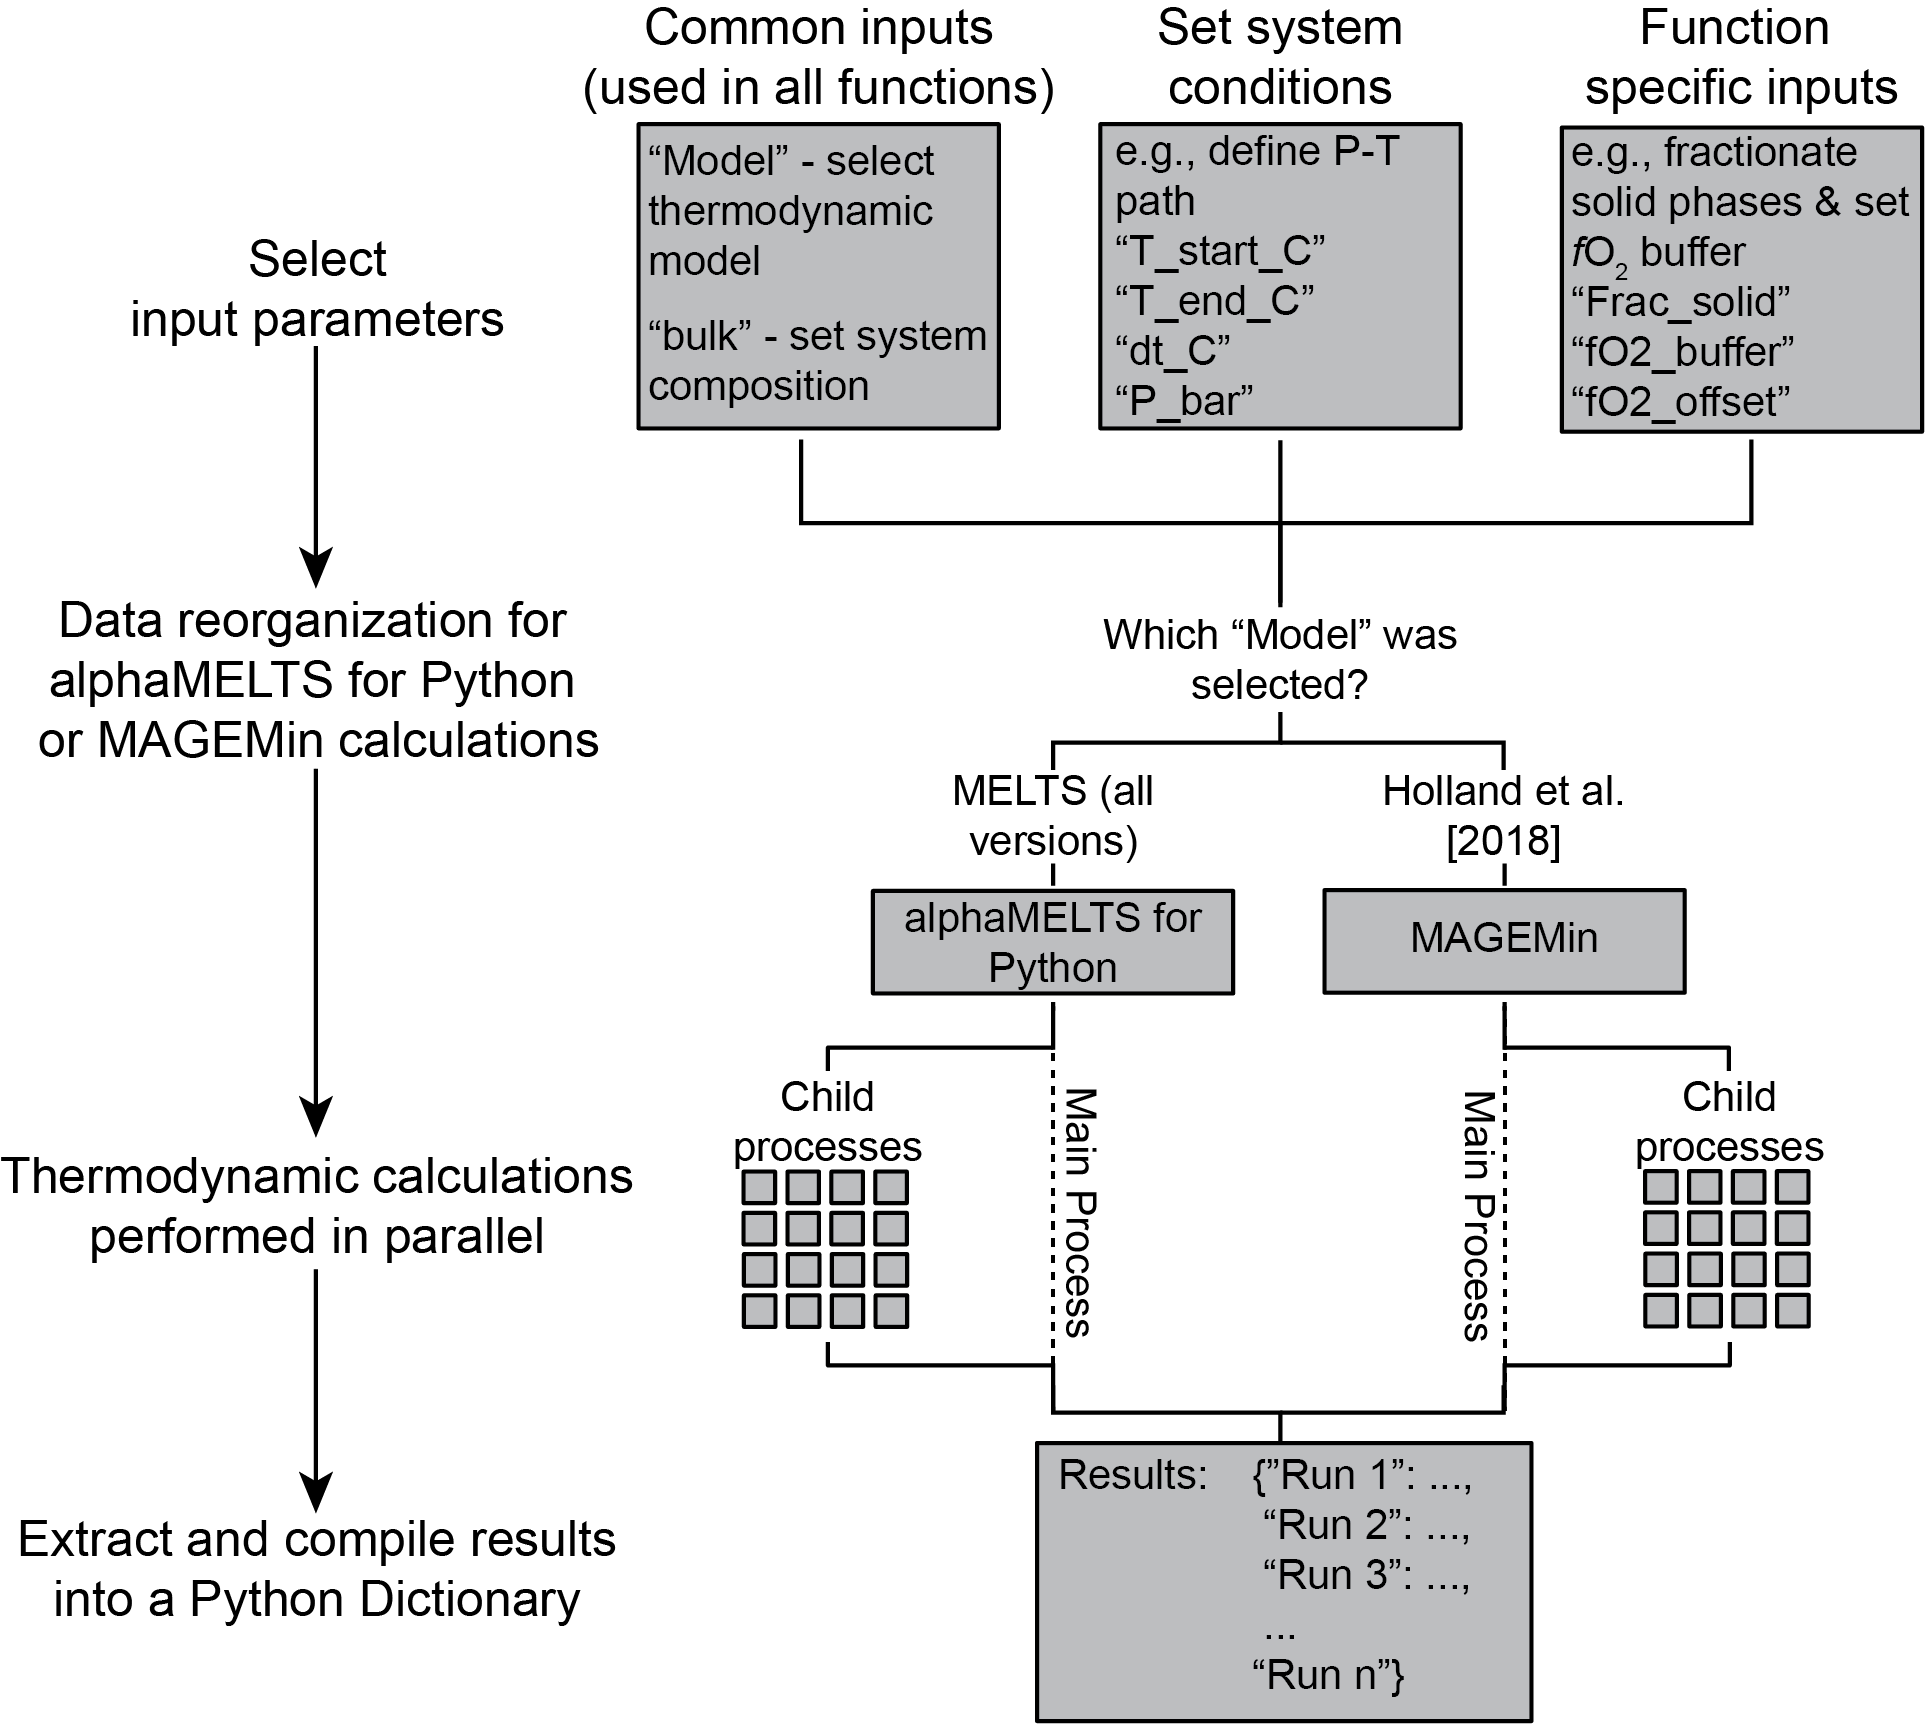 Common inputs
(used in all functions)
“Model” - select
thermodynamic
model
“bulk” - set system
composition
Set system
conditions
e.g., define P-T
path
“T_start_C”
“T_end_C”
“dt_C”
“P_bar”
Function
specific inputs
e.g., fractionate
solid phases & set
fO2 buffer
“Frac_solid”
“fO2_buffer”
“fO2_offset”
Select
input parameters
Data reorganization for
alphaMELTS for Python
or MAGEMin calculations
Thermodynamic calculations
performed in parallel
Extract and compile results
into a Python Dictionary
Which “Model” was
selected?
MELTS (all
versions)
Holland et al.
[2018]
alphaMELTS for
Python
MAGEMin
Child
processes
Main Process
Main Process
Child
processes
Results: {”Run 1”: ...,
“Run 2”: ...,
“Run 3”: ...,
...
“Run n”}